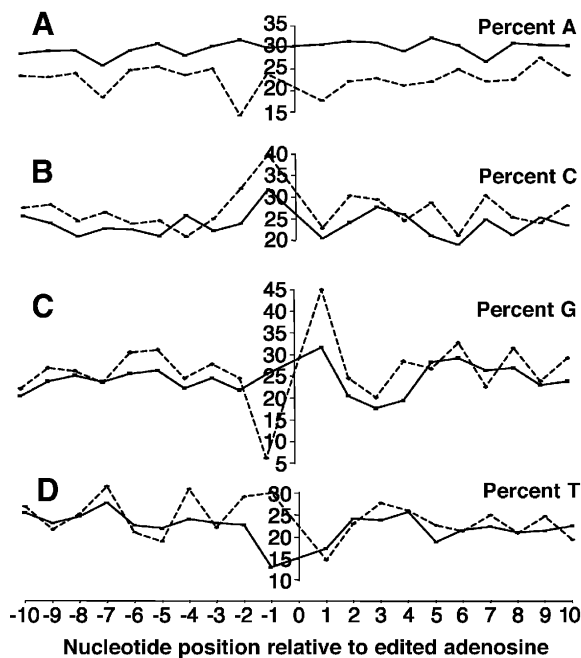 A
Percent A
35
30
25
20
15
B
Percent C
40
35
30
25
20
C
Percent G
45
40
35
30
25
20
15
10
5
D
Percent T
30
25
20
15
10
-10 -9 -8 -7 -6 -5 -4 -3 -2 -1 0 1 2 3 4 5 6 7 8 9 10
Nucleotide position relative to edited adenosine